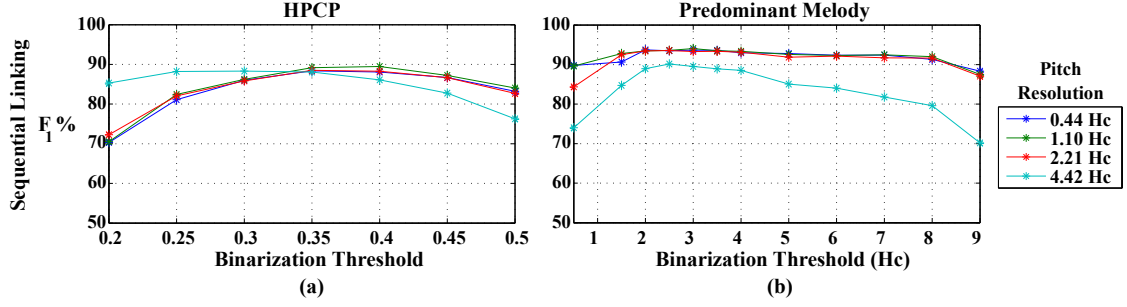 HPCP
Predominant Melody
Sequential Linking
F1%
100
90
80
70
60
50
0.2 0.25 0.3 0.35 0.4 0.45 0.5
Binarization Threshold
(a)
100
90
80
70
60
50
1 2 3 4 5 6 7 8 9
Binarization Threshold (Hc)
(b)
Pitch
Resolution
0.44 Hc
1.10 Hc
2.21 Hc
4.42 Hc